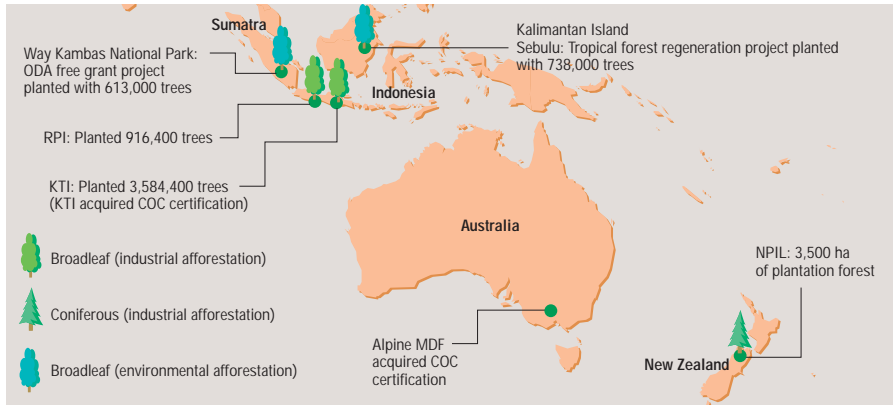 Sumatra
Way Kambas National Park:
ODA free grant project
planted with 613,000 trees
RPI: Planted 916,400 trees
KTI: Planted 3,584,400 trees
(KTI acquired COC certification)
Kalimantan Island
Sebulu: Tropical forest regeneration project planted
with 738,000 trees
Indonesia
Australia
Broadleaf (industrial afforestation)
Coniferous (industrial afforestation)
Broadleaf (environmental afforestation)
Alpine MDF
acquired COC
certification
NPIL: 3,500 ha
of plantation forest
New Zealand